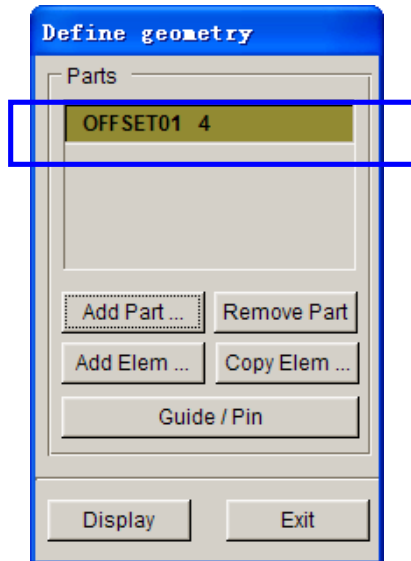 Define geometry
Parts
OFFSET01 4
Add Part ... Remove Part
Add Elem ... Copy Elem ...
Guide / Pin
Display Exit